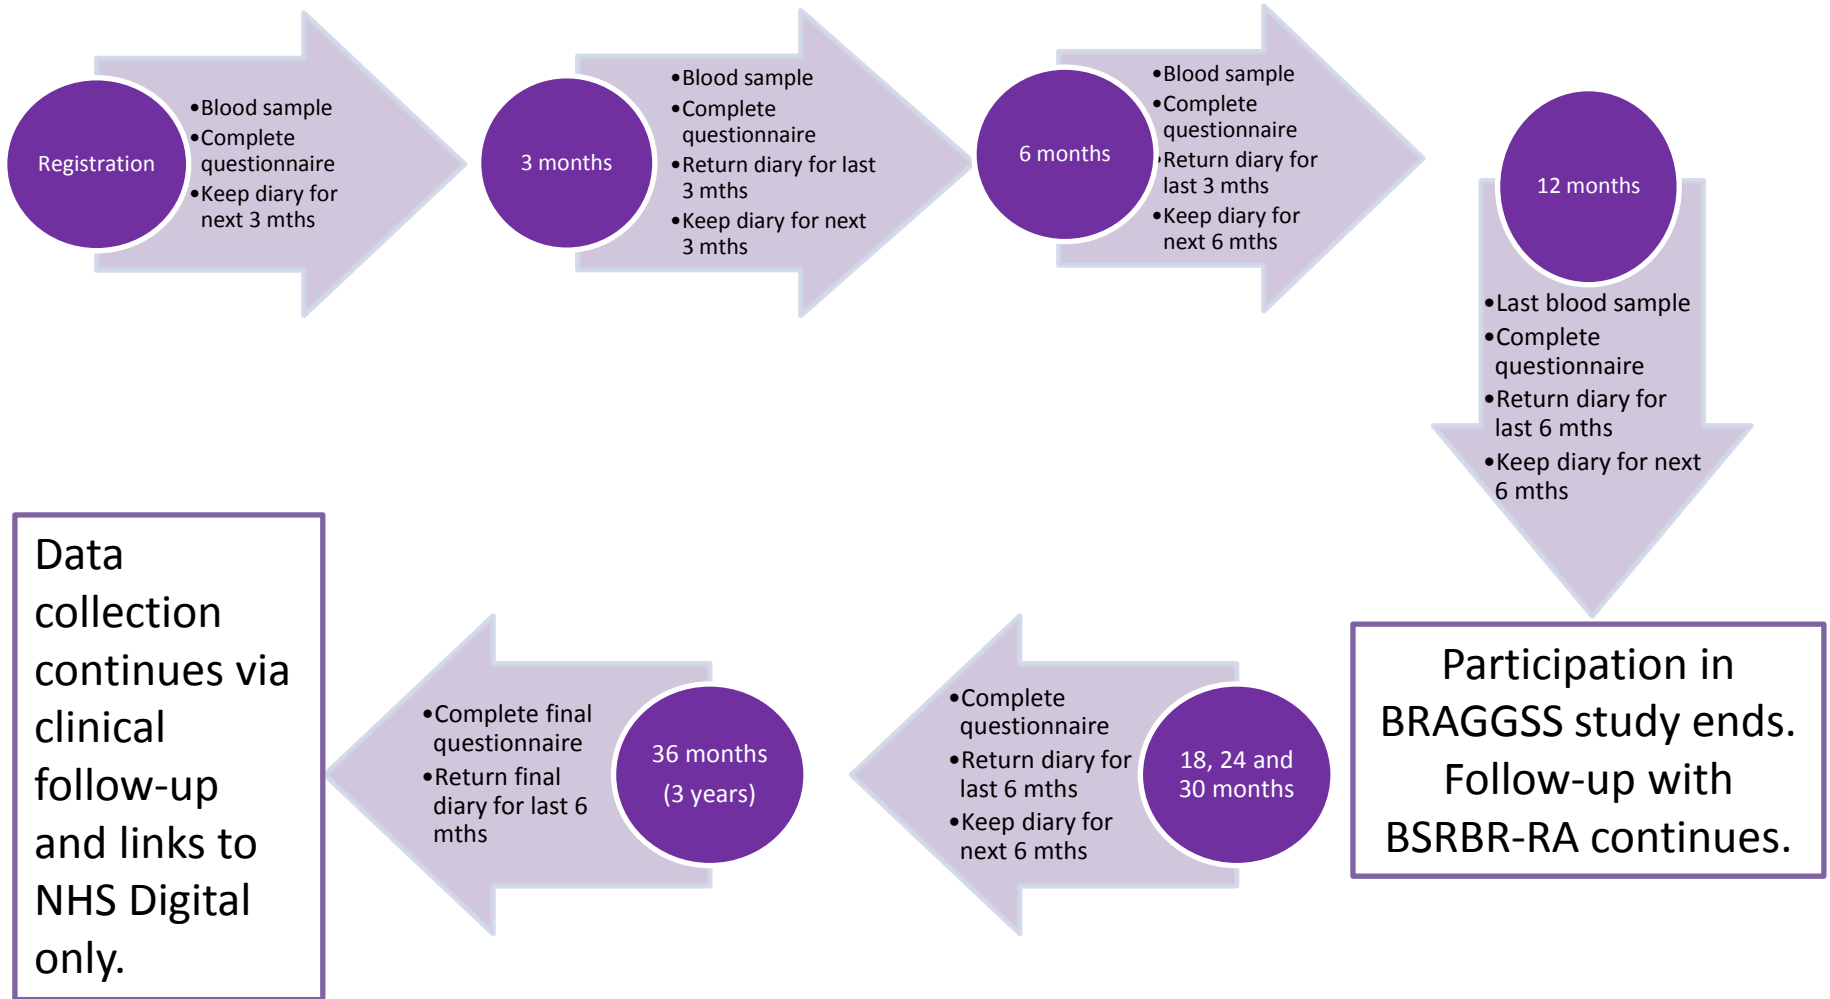 Registration
•Blood sample
•Complete
questionnaire
•Keep diary for
next 3 mths
3 months
•Blood sample
•Complete
questionnaire
•Return diary for last
3 mths
•Keep diary for next
3 mths
6 months
•Blood sample
•Complete
questionnaire
•Return diary for
last 3 mths
•Keep diary for
next 6 mths
12 months
•Last blood sample
•Complete
questionnaire
•Return diary for
last 6 mths
•Keep diary for next
6 mths
Participation in
BRAGGSS study ends.
Follow-up with
BSRBR-RA continues.
18, 24 and
30 months
•Complete
questionnaire
•Return diary for
last 6 mths
•Keep diary for
next 6 mths
36 months
(3 years)
•Complete final
questionnaire
•Return final
diary for last 6
mths
Data
collection
continues via
clinical
follow-up
and links to
NHS Digital
only.